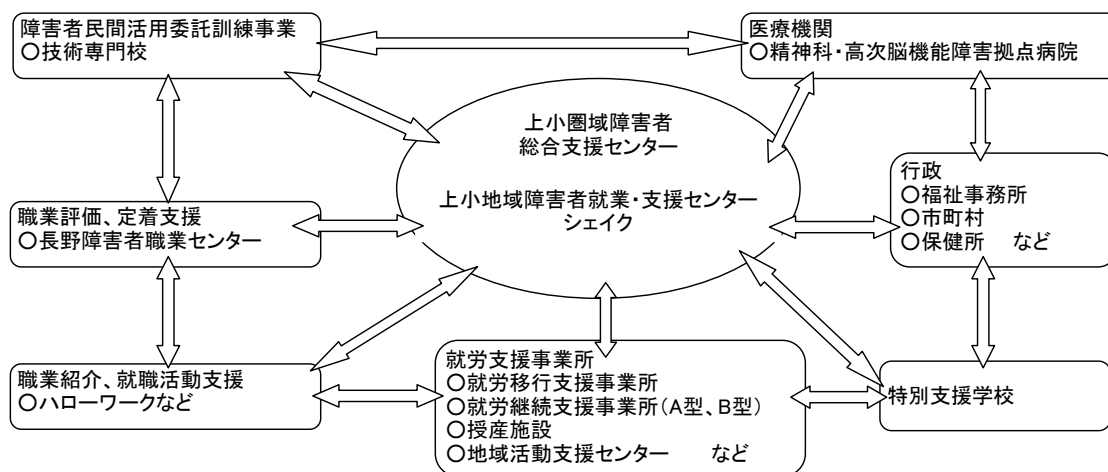 障害者民間活用委託訓練事業
○技術専門校
医療機関
○精神科・高次脳機能障害拠点病院
上小圏域障害者
総合支援センター
上小地域障害者就業・支援センター
シェイク
行政
○福祉事務所
○市町村
○保健所　など
職業評価、定着支援
○長野障害者職業センター
職業紹介、就職活動支援
○ハローワークなど
就労支援事業所
○就労移行支援事業所
○就労継続支援事業所(A型、B型)
○授産施設
○地域活動支援センター　など
特別支援学校